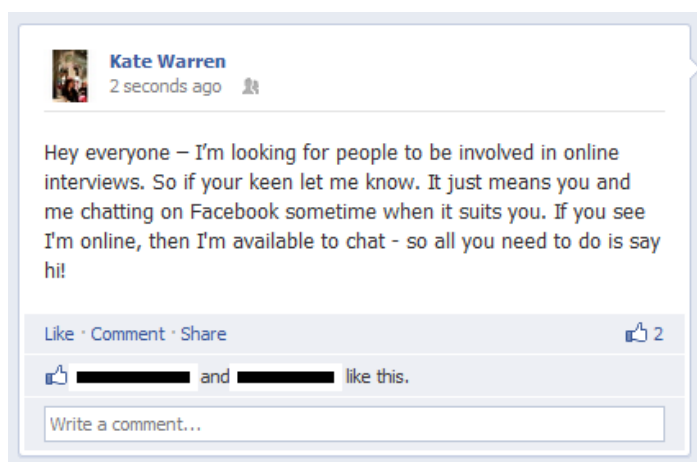 Kate Warren
2 seconds ago
Hey everyone – I'm looking for people to be involved in online
interviews. So if your keen let me know. It just means you and
me chatting on Facebook sometime when it suits you. If you see
I'm online, then I'm available to chat - so all you need to do is say
hi!
Like · Comment · Share 2
and like this.
Write a comment...